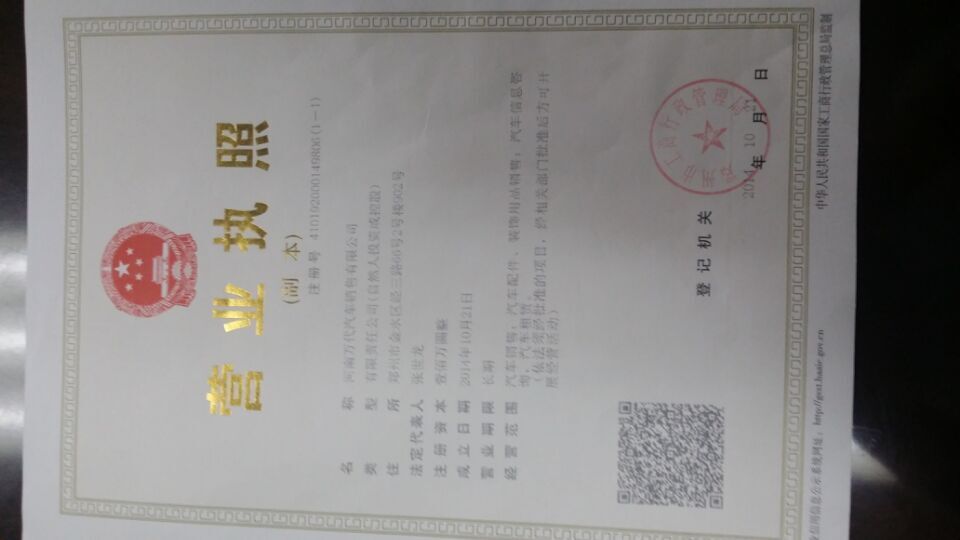 营业执照
(副 本)
注册号 410192000149806(1-1)
名 称 河南万代汽车销售有限公司
类 型 有限责任公司(自然人投资或控股)
住 所 郑州市金水区经三路66号2号楼902号
法定代表人 张世龙
注册资本 壹佰万圆整
成立日期 2014年10月21日
营业期限 长期
经营范围 汽车销售；汽车配件、装饰用品销售；汽车信息咨
询，汽车租赁。
（依法须经批准的项目，经相关部门批准后方可开
展经营活动）
登记机关
工商行政管理
2014年 10 月 日
信用信息公示系统网址： http://gsxt.haaic.gov.cn
中华人民共和国国家工商行政管理总局监制